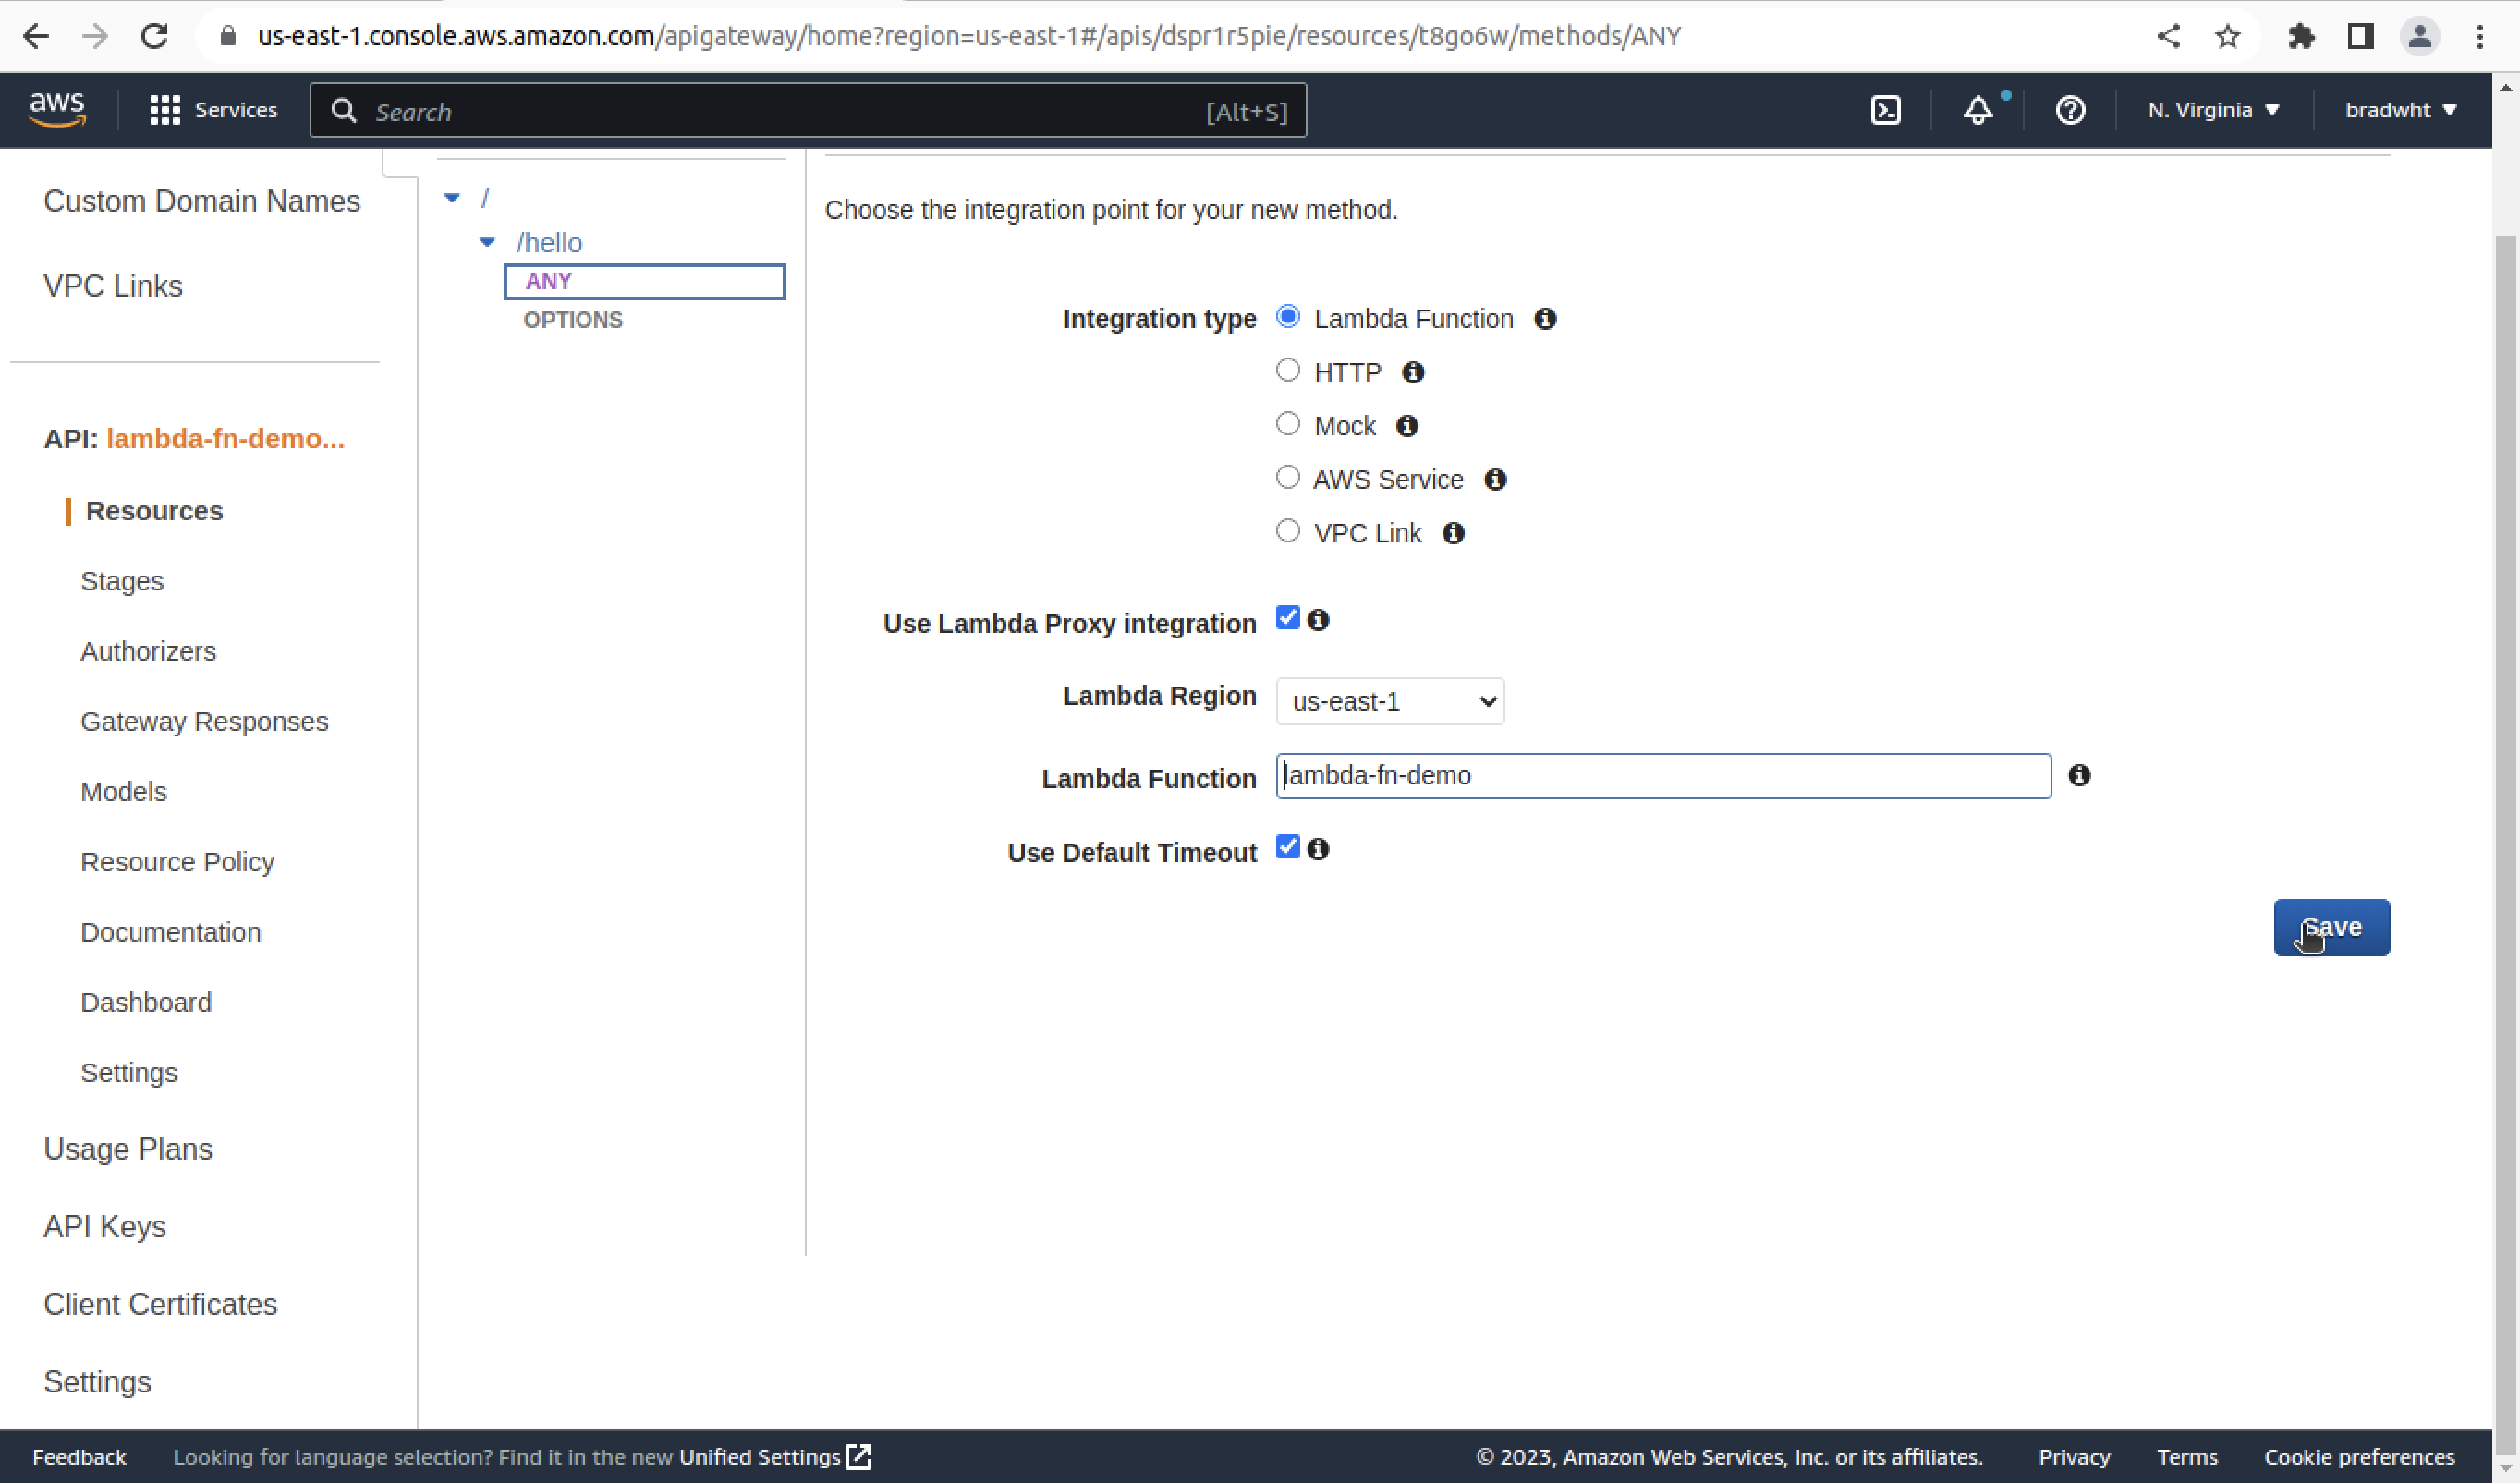 us-east-1.console.aws.amazon.com/apigateway/home?region=us-east-1#/apis/dspr1r5pie/resources/t8go6w/methods/ANY
aws
Services
Search
[Alt+S]
N. Virginia
bradwht
Custom Domain Names
VPC Links
API: lambda-fn-demo...
Resources
Stages
Authorizers
Gateway Responses
Models
Resource Policy
Documentation
Dashboard
Settings
Usage Plans
API Keys
Client Certificates
Settings
/
/hello
ANY
OPTIONS
Choose the integration point for your new method.
Integration type
Lambda Function
HTTP
Mock
AWS Service
VPC Link
Use Lambda Proxy integration
Lambda Region
us-east-1
Lambda Function
lambda-fn-demo
Use Default Timeout
Save
Feedback
Looking for language selection? Find it in the new Unified Settings
© 2023, Amazon Web Services, Inc. or its affiliates.
Privacy
Terms
Cookie preferences